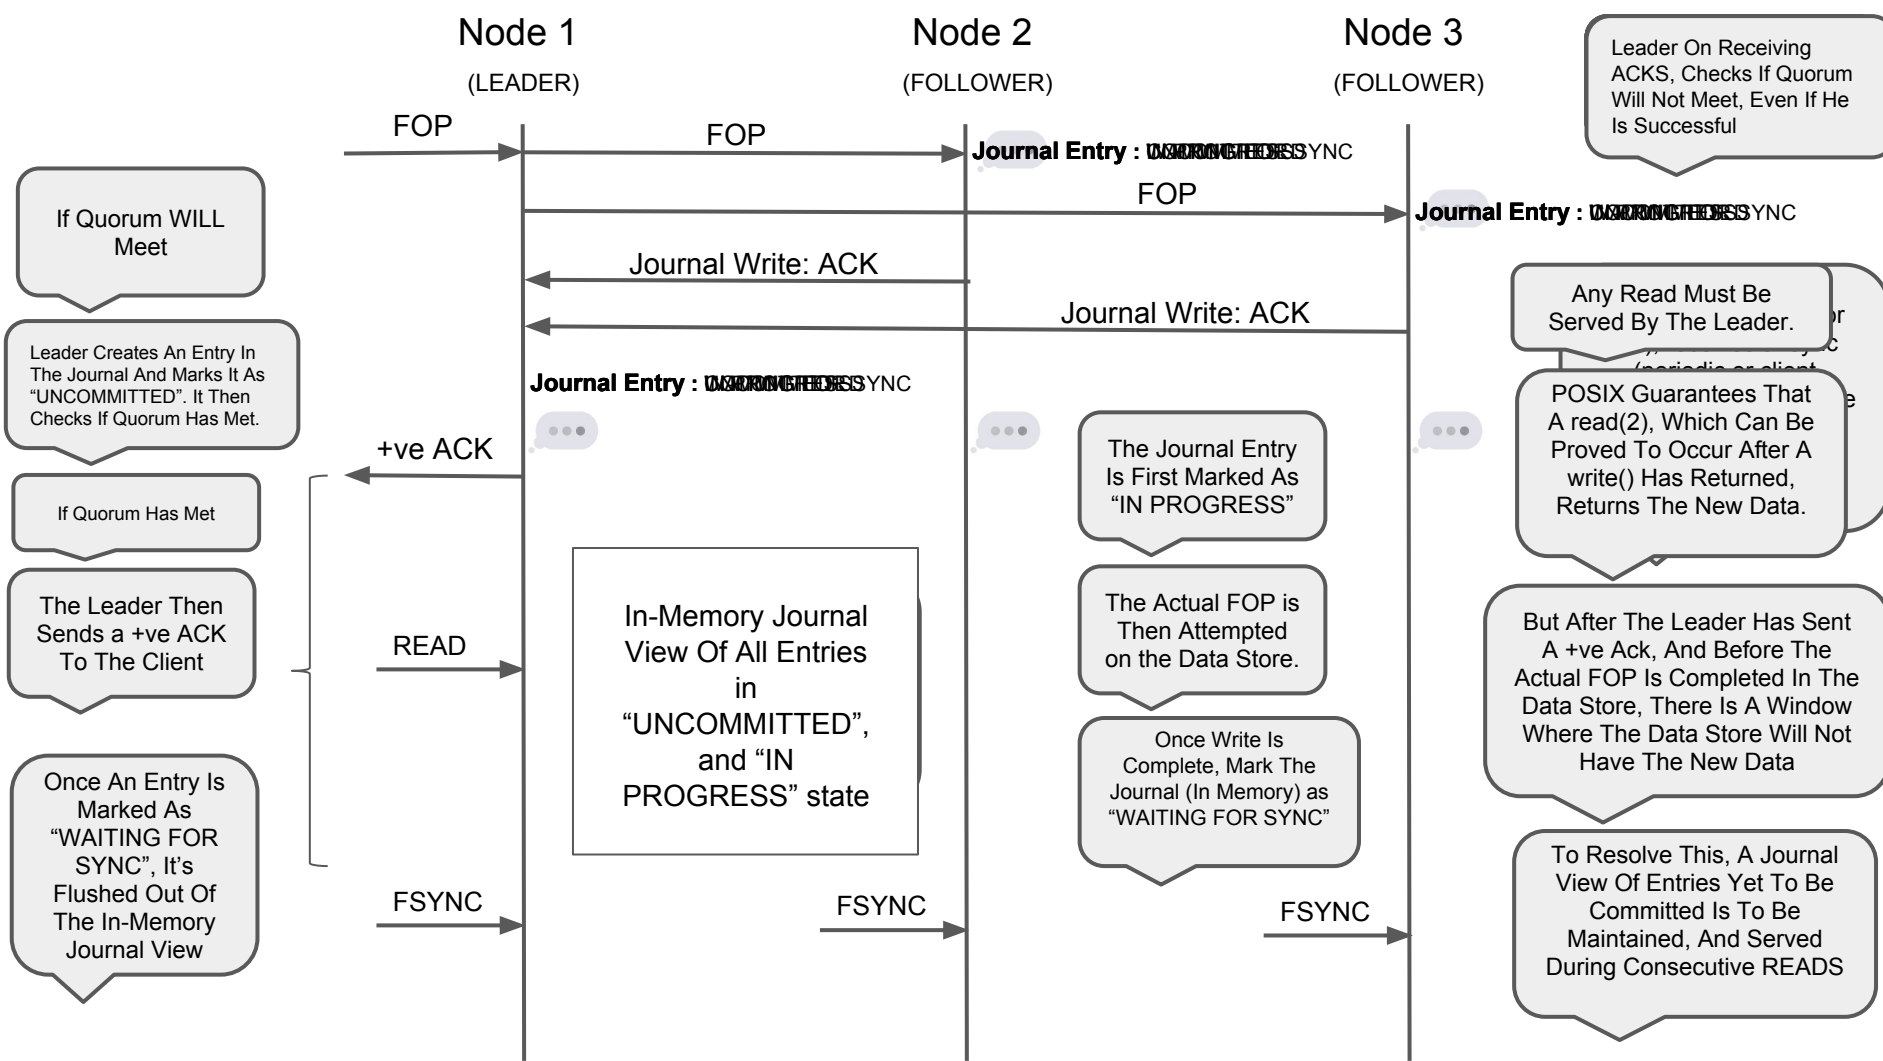 Node 1
(LEADER)
Node 2
(FOLLOWER)
Node 3
(FOLLOWER)
Leader On Receiving
ACKS, Checks If Quorum
Will Not Meet, Even If He
Is Successful
FOP
FOP
Journal Entry :
SYNC
FOP
Journal Entry :
SYNC
If Quorum WILL
Meet
Journal Write: ACK
Journal Write: ACK
Any Read Must Be
Served By The Leader.
Leader Creates An Entry In
The Journal And Marks It As
“UNCOMMITTED”. It Then
Checks If Quorum Has Met.
Journal Entry :
SYNC
POSIX Guarantees That
A read(2), Which Can Be
Proved To Occur After A
write() Has Returned,
Returns The New Data.
+ve ACK
The Journal Entry
Is First Marked As
“IN PROGRESS”
If Quorum Has Met
The Leader Then
Sends a +ve ACK
To The Client
READ
In-Memory Journal
View Of All Entries
in
“UNCOMMITTED”,
and “IN
PROGRESS” state
The Actual FOP is
Then Attempted
on the Data Store.
But After The Leader Has Sent
A +ve Ack, And Before The
Actual FOP Is Completed In The
Data Store, There Is A Window
Where The Data Store Will Not
Have The New Data
Once Write Is
Complete, Mark The
Journal (In Memory) as
“WAITING FOR SYNC”
Once An Entry Is
Marked As
“WAITING FOR
SYNC”, It’s
Flushed Out Of
The In-Memory
Journal View
To Resolve This, A Journal
View Of Entries Yet To Be
Committed Is To Be
Maintained, And Served
During Consecutive READS
FSYNC
FSYNC
FSYNC